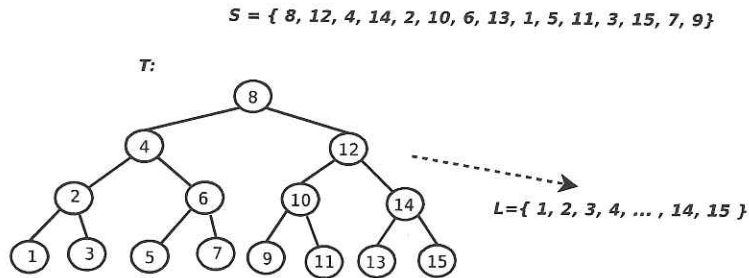 S = { 8, 12, 4, 14, 2, 10, 6, 13, 1, 5, 11, 3, 15, 7, 9}
T:
8
4 12
2 6 10 14
L={ 1, 2, 3, 4, ... , 14, 15 }
1 3 5 7 9 11 13 15